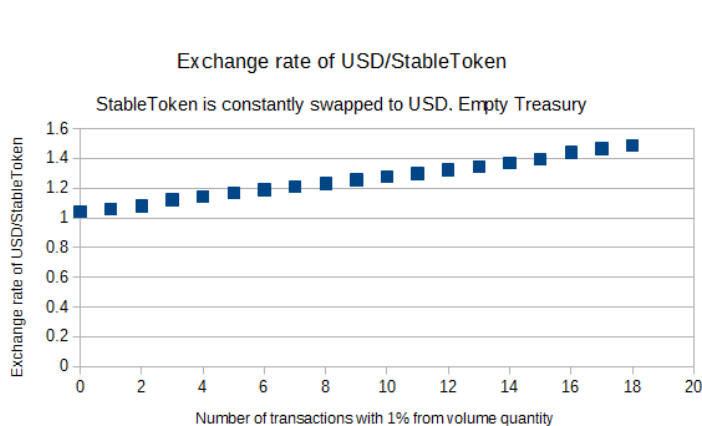 Exchange rate of USD/StableToken
StableToken is constantly swapped to USD. Empty Treasury
Exchange rate of USD/StableToken
1.6
1.4
1.2
1
0.8
0.6
0.4
0.2
0
0 2 4 6 8 10 12 14 16 18 20
Number of transactions with 1% from volume quantity